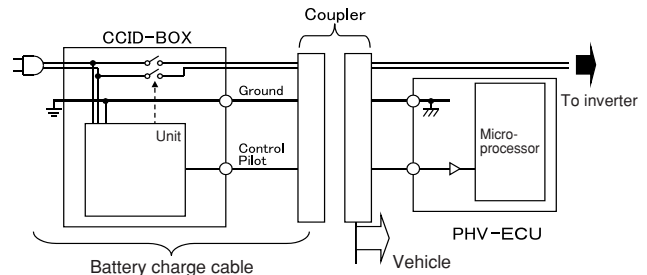 Coupler
CCID-BOX
Ground
To inverter
Unit
Micro-
processor
Control
Pilot
PHV-ECU
Battery charge cable
Vehicle